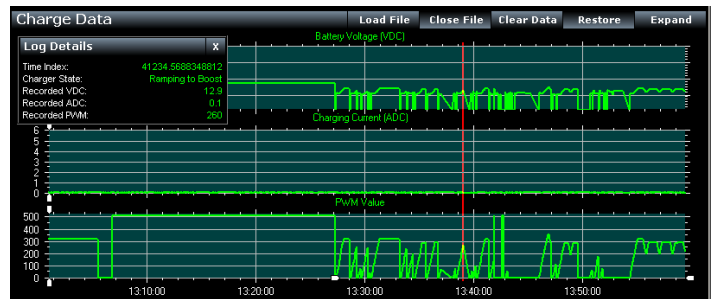 Charge Data
Load File Close File Clear Data Restore Expand
Battery Voltage (VDC)
Log Details x
Time Index: 41234.5688348812
Charger State: Ramping to Boost
Recorded VDC: 12.9
Recorded ADC: 0.1
Recorded PWM: 260
Charging Current (ADC)
6
5
4
3
2
1
0
PWM Value
500
400
300
200
100
0
13:10:00 13:20:00 13:30:00 13:40:00 13:50:00